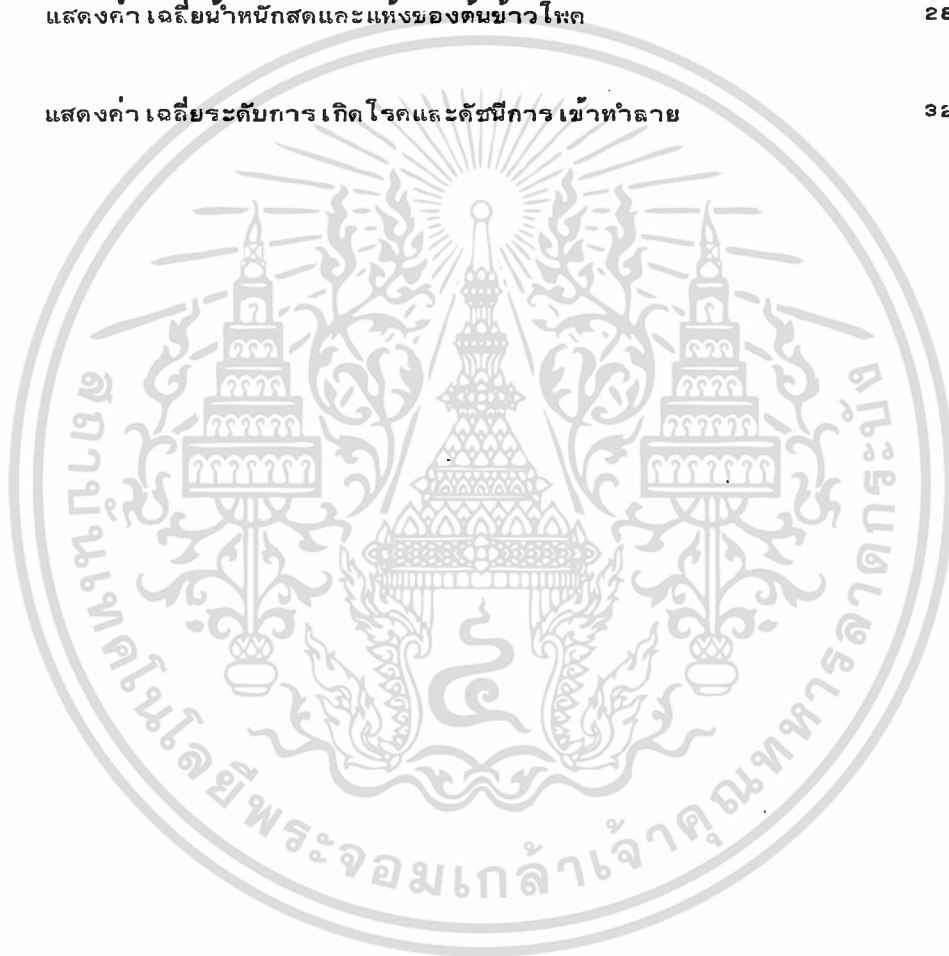 แสดงค่าเฉลี่ยน้ำหนักสดและแห้งของต้นข้าวโพด 28
แสดงค่าเฉลี่ยระดับการเกิดโรคและดัชนีการเข้าทำลาย 32
สถาบันเทคโนโลยีพระจอมเกล้าเจ้าคุณทหารลาดกระบัง
๔